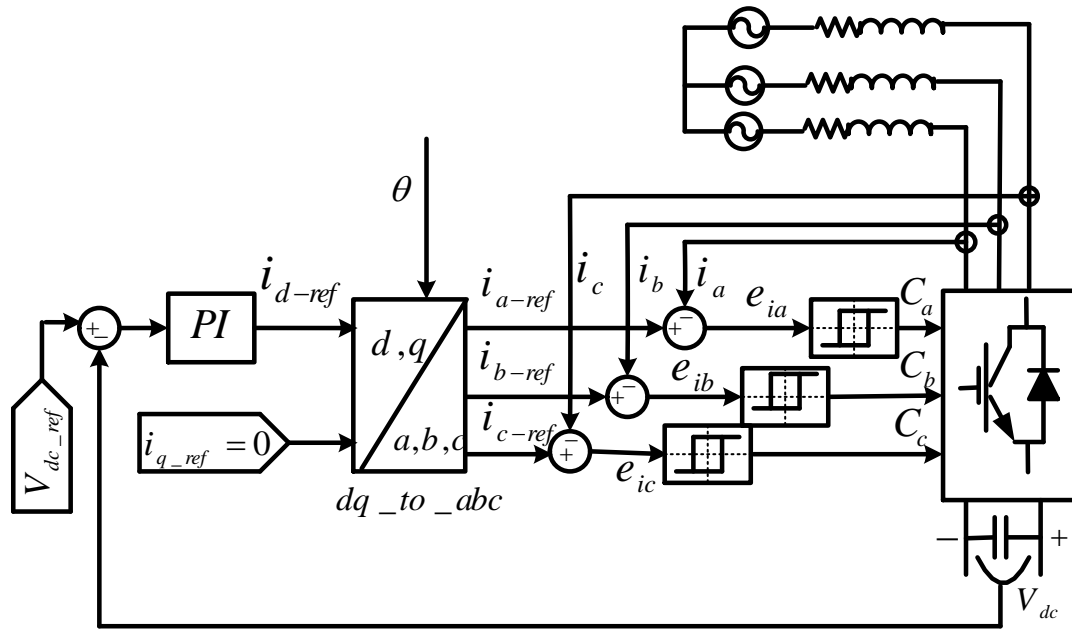 θ
i_c
i_b
i_a
i_{d-ref}
i_{a-ref}
e_{ia}
C_a
+
−
PI
+
−
d,q
i_{b-ref}
e_{ib}
C_b
+
−
V_{dc_ref}
i_{q_ref} = 0
a,b,c
i_{c-ref}
e_{ic}
C_c
−
+
dq_to_abc
−
+
V_{dc}